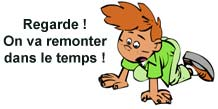 Regarde !
On va remonter
dans le temps !